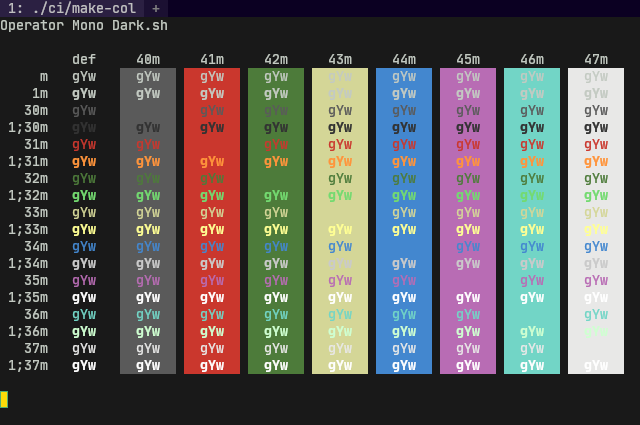 1: ./ci/make-col +
Operator Mono Dark.sh
def 40m 41m 42m 43m 44m 45m 46m 47m
m gYw gYw gYw gYw gYw gYw gYw gYw gYw
1m gYw gYw gYw gYw gYw gYw gYw gYw gYw
30m gYw gYw gYw gYw gYw gYw gYw gYw
1;30m gYw gYw gYw gYw gYw gYw gYw gYw gYw
31m gYw gYw gYw gYw gYw gYw gYw gYw
1;31m gYw gYw gYw gYw gYw gYw gYw gYw gYw
32m gYw gYw gYw gYw gYw gYw gYw gYw
1;32m gYw gYw gYw gYw gYw gYw gYw gYw gYw
33m gYw gYw gYw gYw gYw gYw gYw gYw
1;33m gYw gYw gYw gYw gYw gYw gYw gYw gYw
34m gYw gYw gYw gYw gYw gYw gYw gYw
1;34m gYw gYw gYw gYw gYw gYw gYw gYw gYw
35m gYw gYw gYw gYw gYw gYw gYw gYw
1;35m gYw gYw gYw gYw gYw gYw gYw gYw gYw
36m gYw gYw gYw gYw gYw gYw gYw gYw
1;36m gYw gYw gYw gYw gYw gYw gYw gYw gYw
37m gYw gYw gYw gYw gYw gYw gYw gYw
1;37m gYw gYw gYw gYw gYw gYw gYw gYw gYw